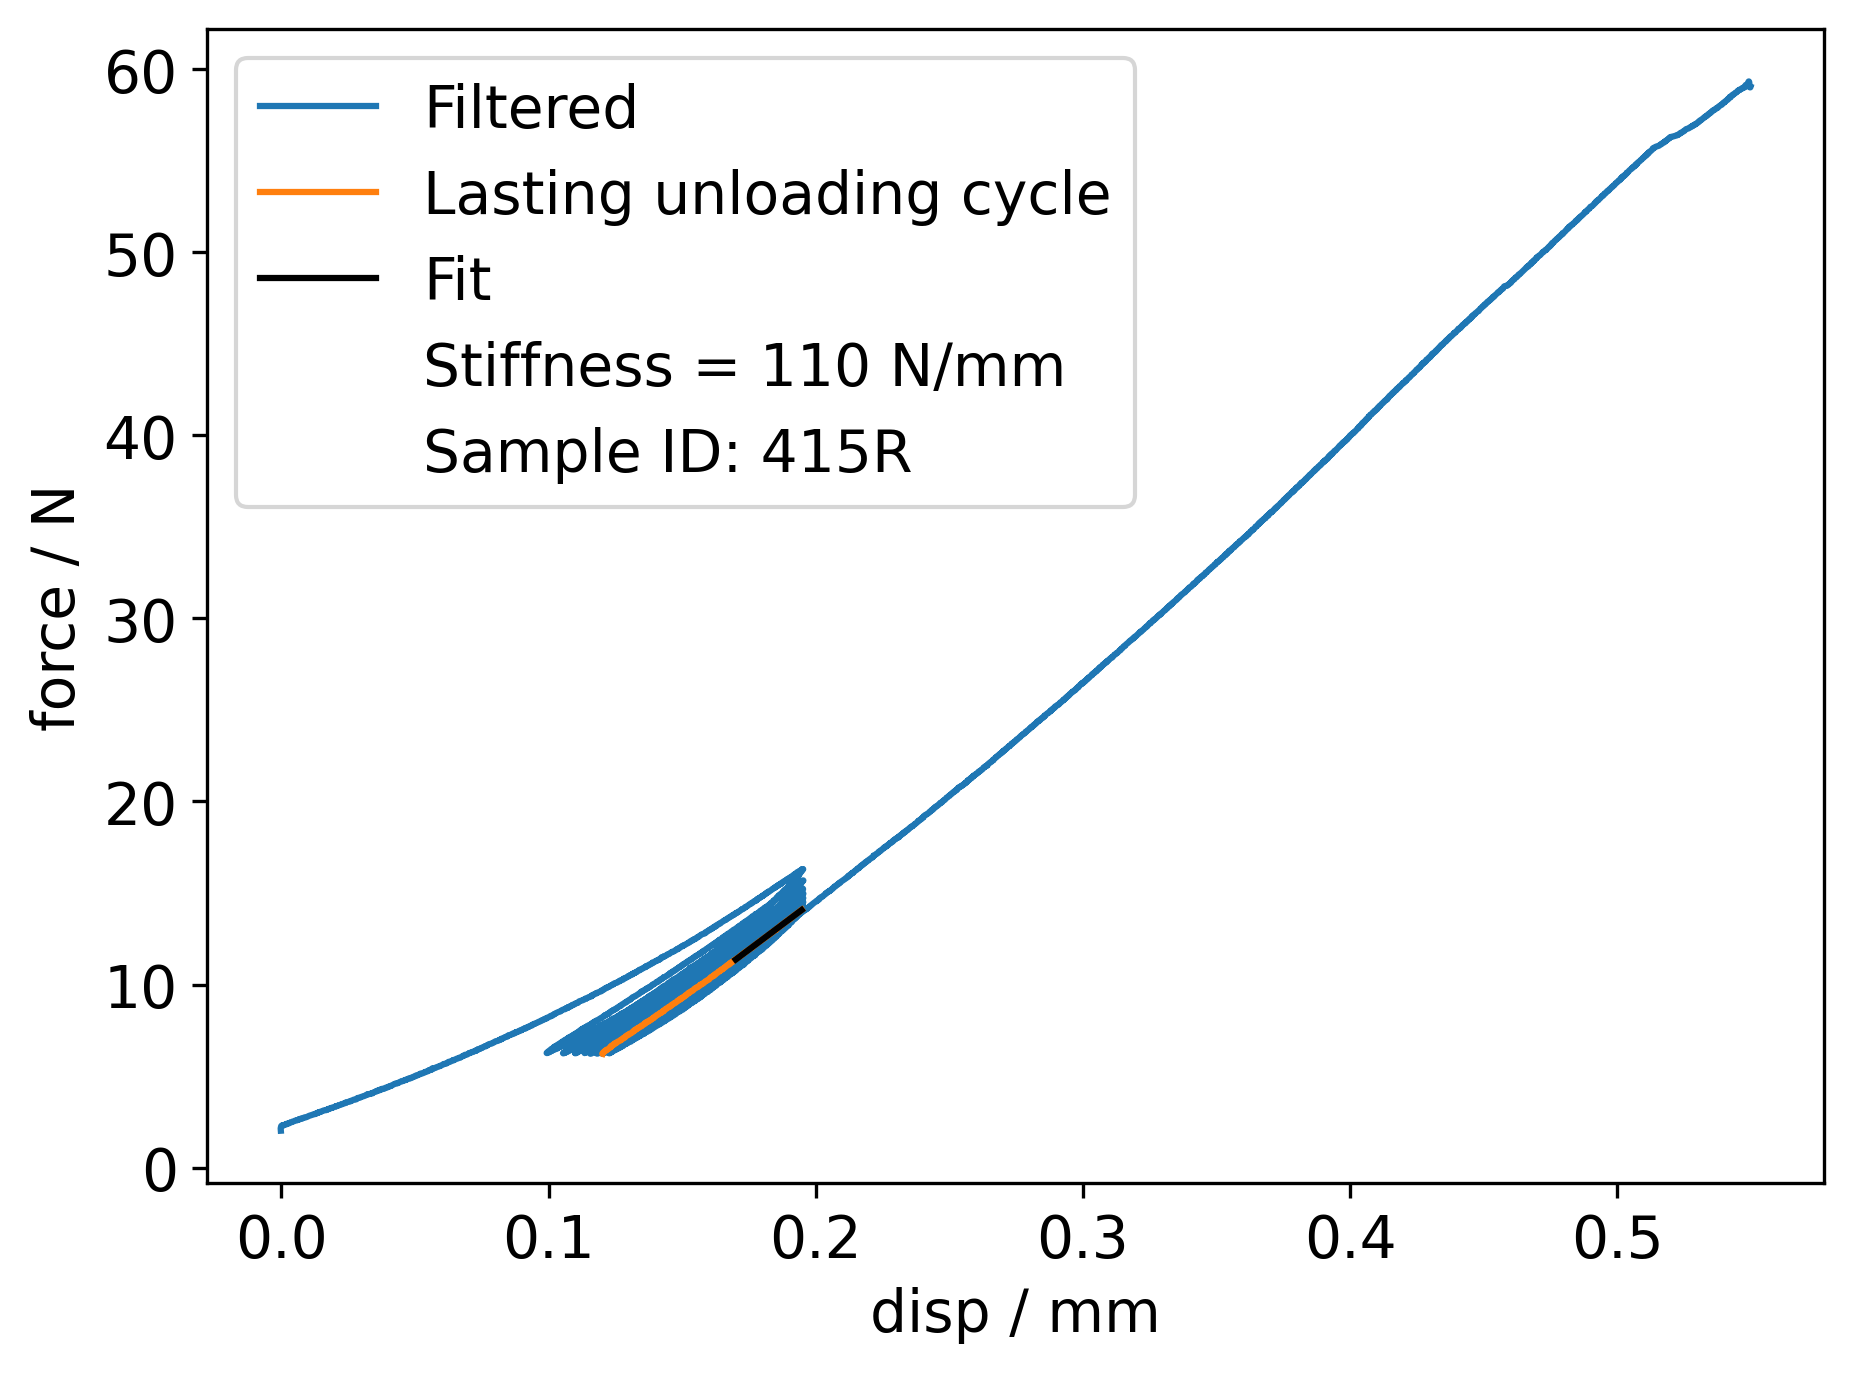 60
50
40
30
20
10
0
force / N
Filtered
Lasting unloading cycle
Fit
Stiffness = 110 N/mm
Sample ID: 415R
0.0 0.1 0.2 0.3 0.4 0.5
disp / mm